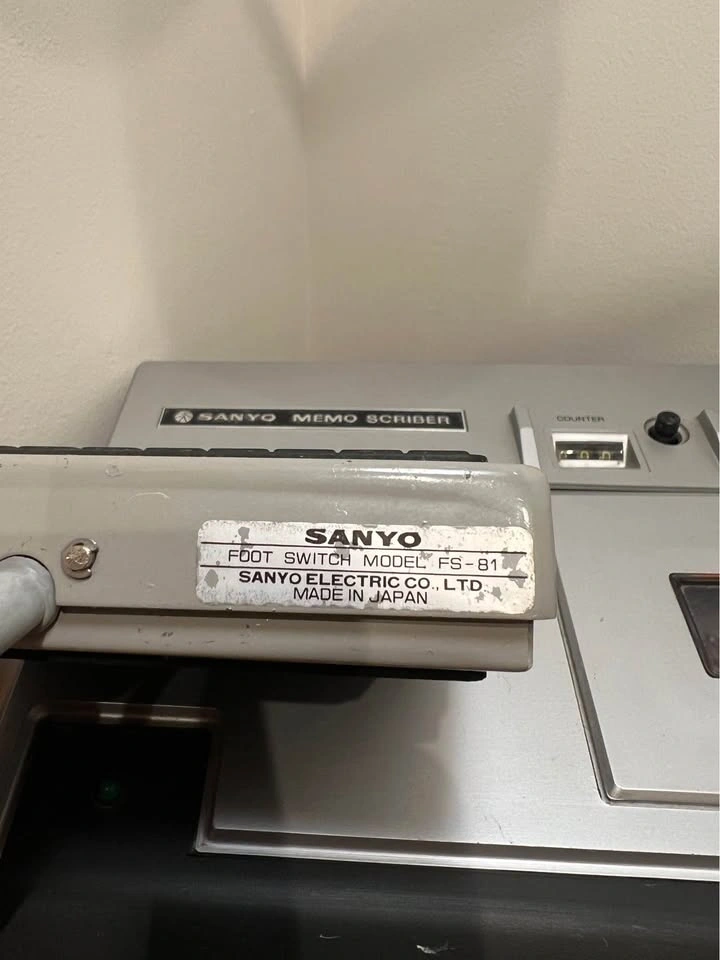 SANYO MEMO SCRIBER
COUNTER
SANYO
FOOT SWITCH MODEL FS-81
SANYO ELECTRIC CO., LTD
MADE IN JAPAN